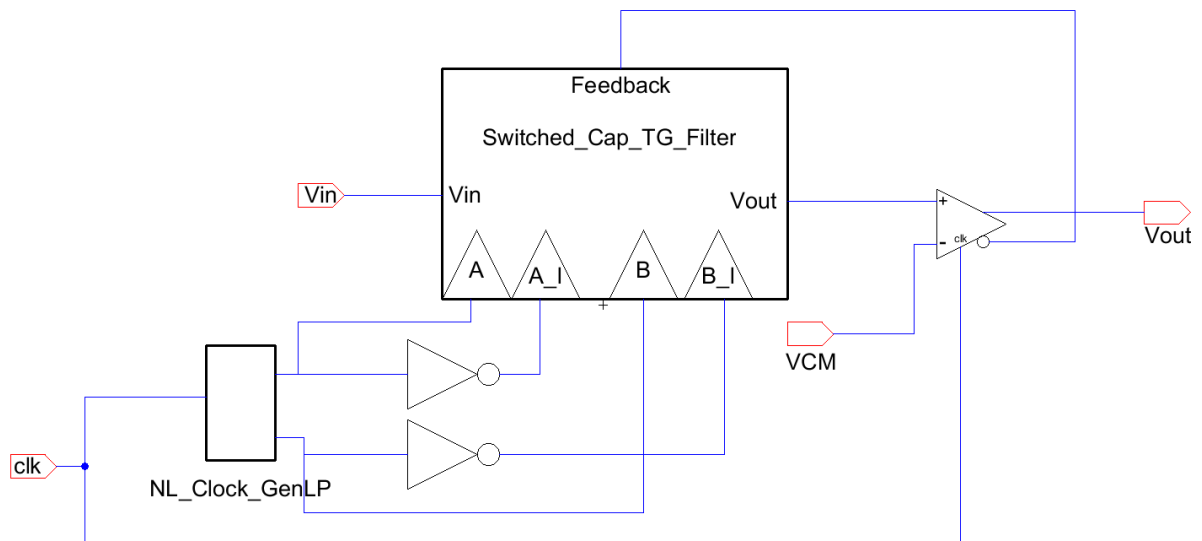 Feedback
Switched_Cap_TG_Filter
Vin
Vin
Vout
+
-
clk
Vout
A
A_I
B
B_I
VCM
clk
NL_Clock_GenLP